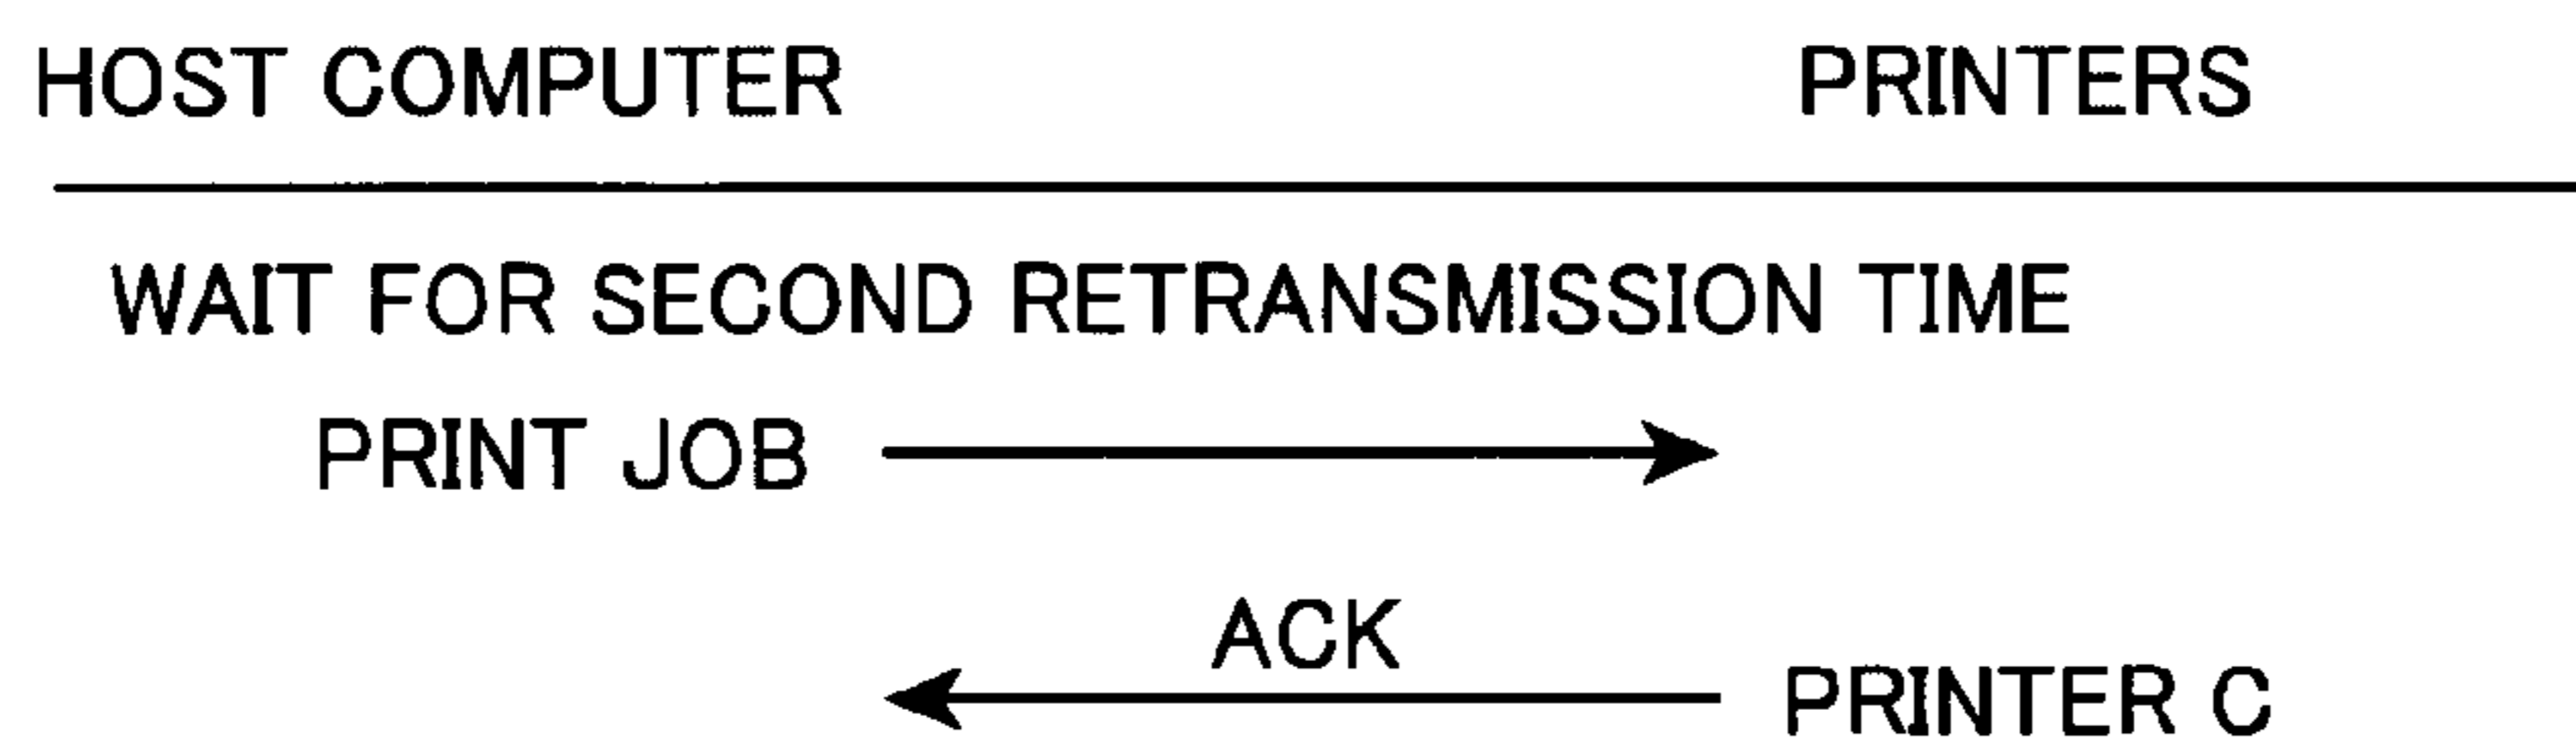 HOST COMPUTER PRINTERS
WAIT FOR SECOND RETRANSMISSION TIME
PRINT JOB
ACK
PRINTER C